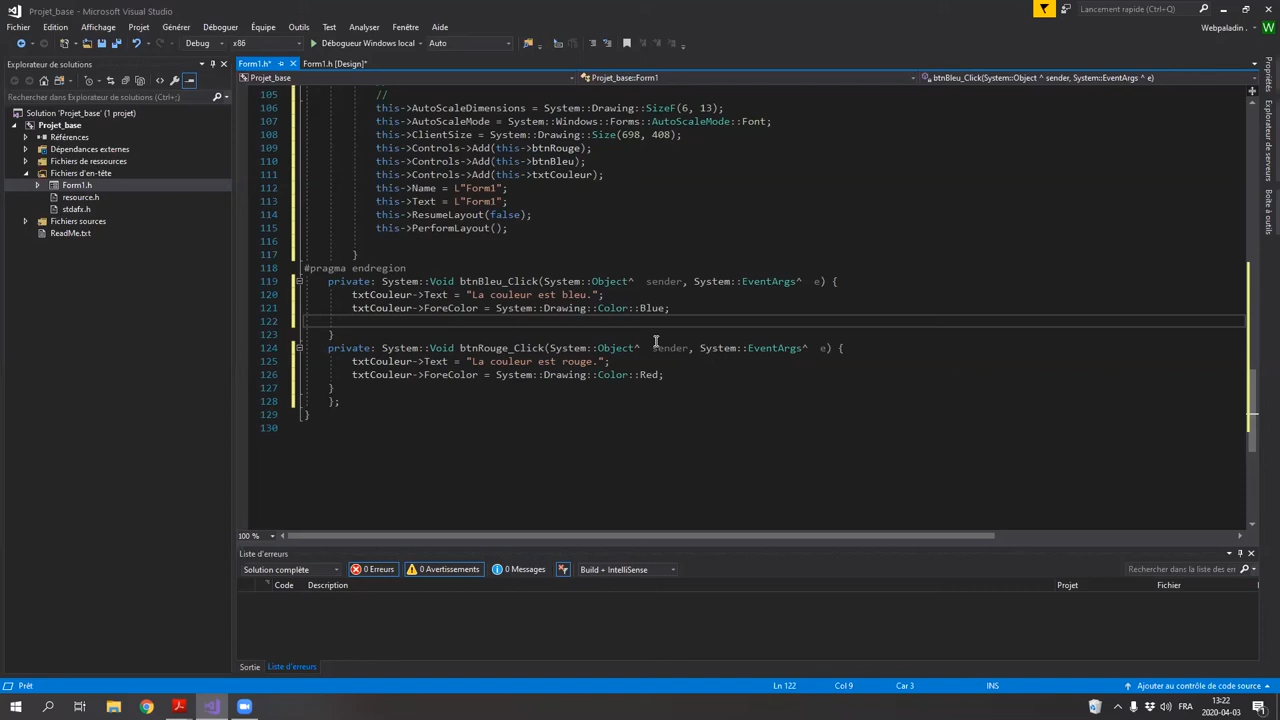 Projet_base - Microsoft Visual Studio
Lancement rapide (Ctrl+Q)
Fichier Edition Affichage Projet Générer Déboguer Équipe Outils Test Analyser Fenêtre Aide
Webpaladin... W
Debug x86 Débogueur Windows local Auto
Explorateur de solutions
Form1.h* Form1.h [Design]*
Projet_base Projet_base::Form1 btnBleu_Click(System::Object ^ sender, System::EventArgs ^ e)
Rechercher dans Explorateur de solutions (Ctrl+;)
Solution 'Projet_base' (1 projet)
Projet_base
Références
Dépendances externes
Fichiers de ressources
Fichiers d'en-tête
Form1.h
resource.h
stdafx.h
Fichiers sources
ReadMe.txt
105 //
106 this->AutoScaleDimensions = System::Drawing::SizeF(6, 13);
107 this->AutoScaleMode = System::Windows::Forms::AutoScaleMode::Font;
108 this->ClientSize = System::Drawing::Size(698, 408);
109 this->Controls->Add(this->btnRouge);
110 this->Controls->Add(this->btnBleu);
111 this->Controls->Add(this->txtCouleur);
112 this->Name = L"Form1";
113 this->Text = L"Form1";
114 this->ResumeLayout(false);
115 this->PerformLayout();
116
117 }
118 #pragma endregion
119 private: System::Void btnBleu_Click(System::Object^ sender, System::EventArgs^ e) {
120 txtCouleur->Text = "La couleur est bleu.";
121 txtCouleur->ForeColor = System::Drawing::Color::Blue;
122
123 }
124 private: System::Void btnRouge_Click(System::Object^ sender, System::EventArgs^ e) {
125 txtCouleur->Text = "La couleur est rouge.";
126 txtCouleur->ForeColor = System::Drawing::Color::Red;
127 }
128 };
129 }
130
100 %
Propriétés
Explorateur de serveurs
Boîte à outils
Liste d'erreurs
Solution complète 0 Erreurs 0 Avertissements 0 Messages Build + IntelliSense Rechercher dans la liste des err
Code Description Projet Fichier
Sortie Liste d'erreurs
Prêt Ln 122 Col 9 Car 3 INS Ajouter au contrôle de code source
FRA 13:22
2020-04-03
1